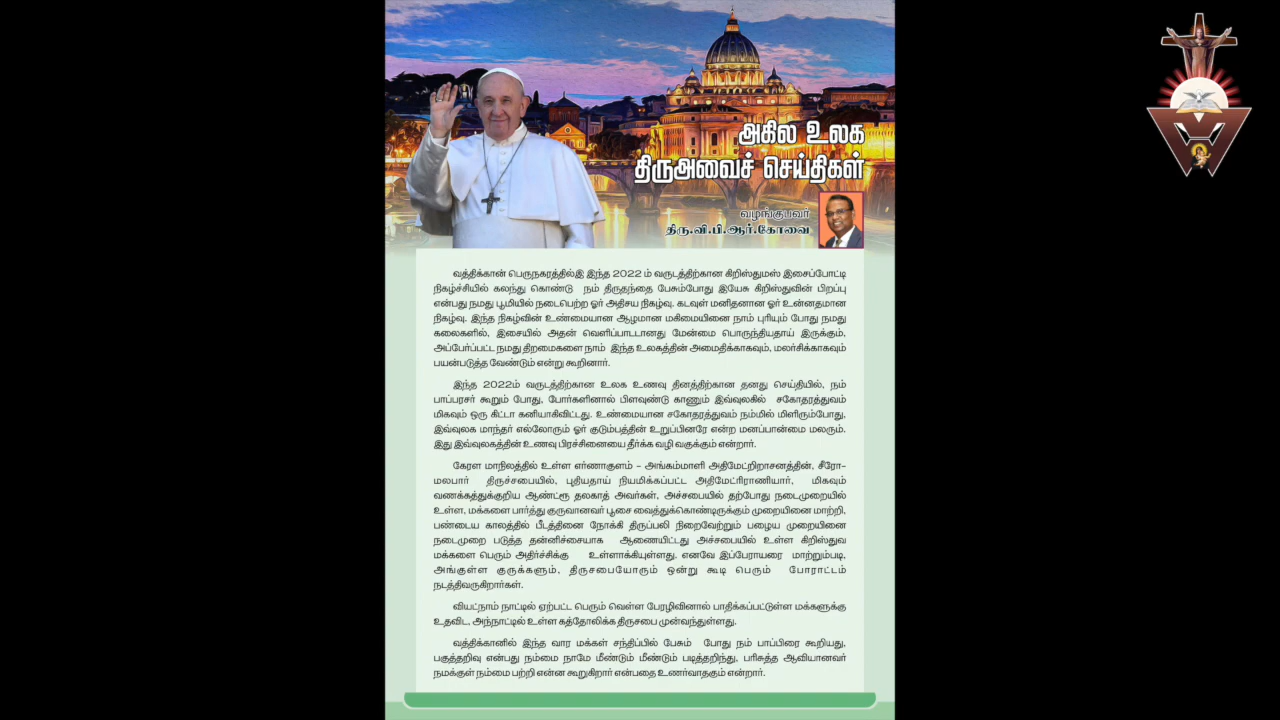 அகில உலக
திருஅவைச் செய்திகள்
வழங்குபவர்
திரு.வி.பி.ஆர்.கோவை
வத்திக்கான் பெருநகரத்தில்இ இந்த 2022 ம் வருடத்திற்கான கிறிஸ்துமஸ் இசைப்போட்டி
நிகழ்ச்சியில் கலந்து கொண்டு நம் திருதந்தை பேசும்போது இயேசு கிறிஸ்துவின் பிறப்பு
என்பது நமது பூமியில் நடைபெற்ற ஓர் அதிசய நிகழ்வு. கடவுள் மனிதனான ஓர் உன்னதமான
நிகழ்வு. இந்த நிகழ்வின் உண்மையான ஆழமான மகிமையினை நாம் புரியும் போது நமது
கலைகளில், இசையில் அதன் வெளிப்பாடானது மேன்மை பொருந்தியதாய் இருக்கும்.
அப்பேர்ப்பட்ட நமது திறமைகளை நாம் இந்த உலகத்தின் அமைதிக்காகவும், மலர்சிக்காகவும்
பயன்படுத்த வேண்டும் என்று கூறினார்.
இந்த 2022ம் வருடத்திற்கான உலக உணவு தினத்திற்கான தனது செய்தியில், நம்
பாப்பரசர் கூறும் போது, போர்களினால் பிளவுண்டு காணும் இவ்வுலகில் சகோதரத்துவம்
மிகவும் ஒரு கிட்டா கனியாகிவிட்டது. உண்மையான சகோதரத்துவம் நம்மில் மிளிரும்போது,
இவ்வுலக மாந்தர் எல்லோரும் ஓர் குடும்பத்தின் உறுப்பினரே என்ற மனப்பான்மை மலரும்.
இது இவ்வுலகத்தின் உணவு பிரச்சினையை தீர்க்க வழி வகுக்கும் என்றார்.
கேரள மாநிலத்தில் உள்ள எர்ணாகுளம் - அங்கம்மாளி அதிமேட்றிறாசனத்தின், சீரோ-
மலபார் திருச்சபையில், புதியதாய் நியமிக்கப்பட்ட அதிமேட்ரிராணியார், மிகவும்
வணக்கத்துக்குறிய ஆண்ட்ரூ தலகாத் அவர்கள், அச்சபையில் தற்போது நடைமுறையில்
உள்ள, மக்களை பார்த்து குருவானவர் பூசை வைத்துக்கொண்டிருக்கும் முறையினை மாற்றி,
பண்டைய காலத்தில் பீடத்தினை நோக்கி திருப்பலி நிறைவேற்றும் பழைய முறையினை
நடைமுறை படுத்த தன்னிச்சையாக ஆணையிட்டது அச்சபையில் உள்ள கிறிஸ்துவ
மக்களை பெரும் அதிர்ச்சிக்கு உள்ளாக்கியுள்ளது. எனவே இப்பேராயரை மாற்றும்படி,
அங்குள்ள குருக்களும், திருசபையோரும் ஒன்று கூடி பெரும் போராட்டம்
நடத்திவருகிறார்கள்.
வியட்நாம் நாட்டில் ஏற்பட்ட பெரும் வெள்ள பேரழிவினால் பாதிக்கப்பட்டுள்ள மக்களுக்கு
உதவிட, அந்நாட்டில் உள்ள கத்தோலிக்க திருசபை முன்வந்துள்ளது.
வத்திக்கானில் இந்த வார மக்கள் சந்திப்பில் பேசும் போது நம் பாப்பிரை கூறியது,
பகுத்தறிவு என்பது நம்மை நாமே மீண்டும் மீண்டும் படித்தறிந்து, பரிசுத்த ஆவியானவர்
நமக்குள் நம்மை பற்றி என்ன கூறுகிறார் என்பதை உணர்வாதகும் என்றார்.